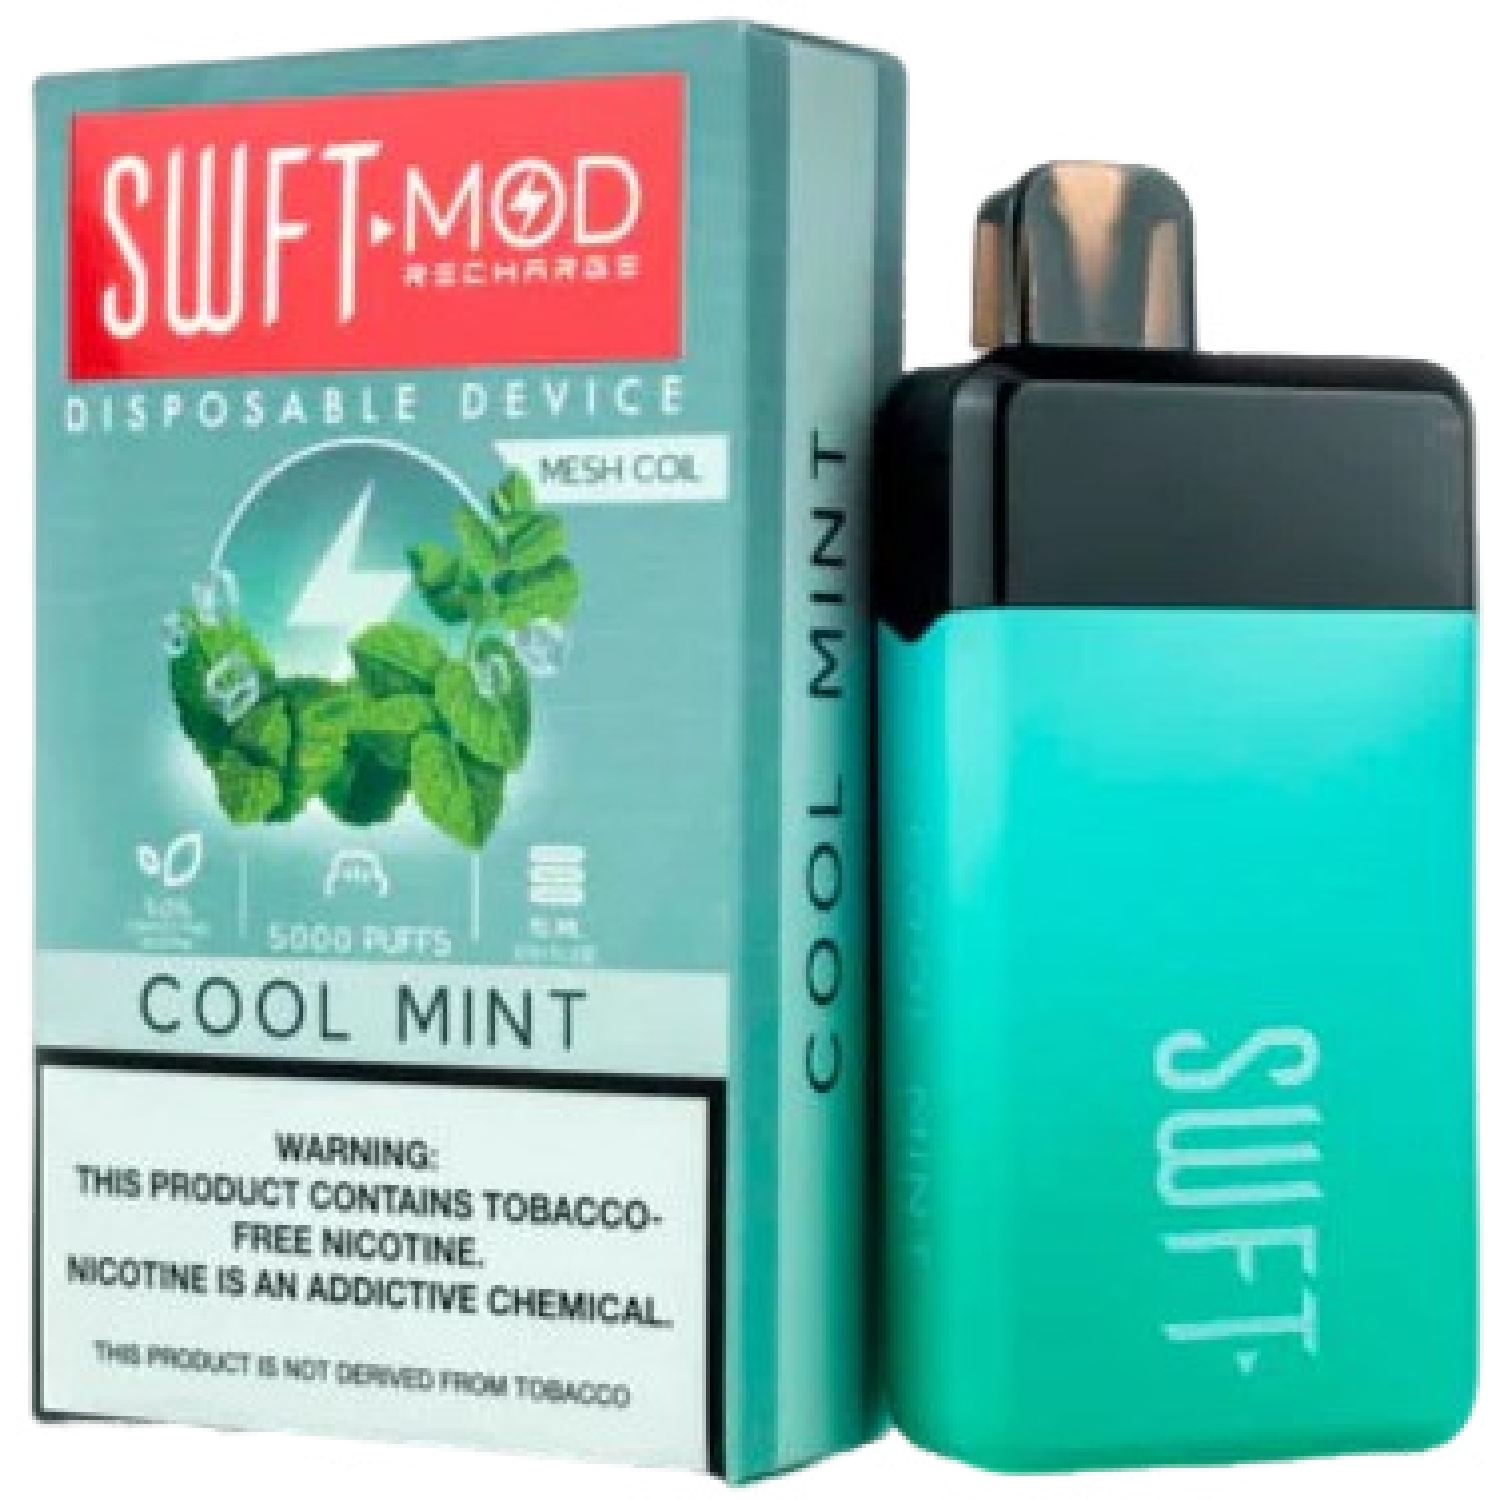 SWFT
MOD
RECHARGE
DISPOSABLE DEVICE
MESH COIL
5000 PUFFS
COOL MINT
WARNING:
THIS PRODUCT CONTAINS TOBACCO-
FREE NICOTINE.
NICOTINE IS AN ADDICTIVE CHEMICAL.
THIS PRODUCT IS NOT DERIVED FROM TOBACCO
COOL MINT
SWFT